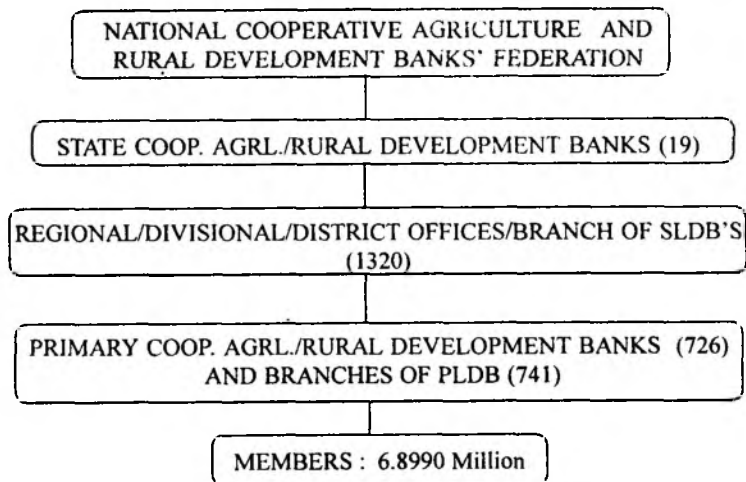 NATIONAL COOPERATIVE AGRICULTURE AND
RURAL DEVELOPMENT BANKS' FEDERATION
STATE COOP. AGRL./RURAL DEVELOPMENT BANKS (19)
REGIONAL/DIVISIONAL/DISTRICT OFFICES/BRANCH OF SLDB'S
(1320)
PRIMARY COOP. AGRL./RURAL DEVELOPMENT BANKS (726)
AND BRANCHES OF PLDB (741)
MEMBERS : 6.8990 Million